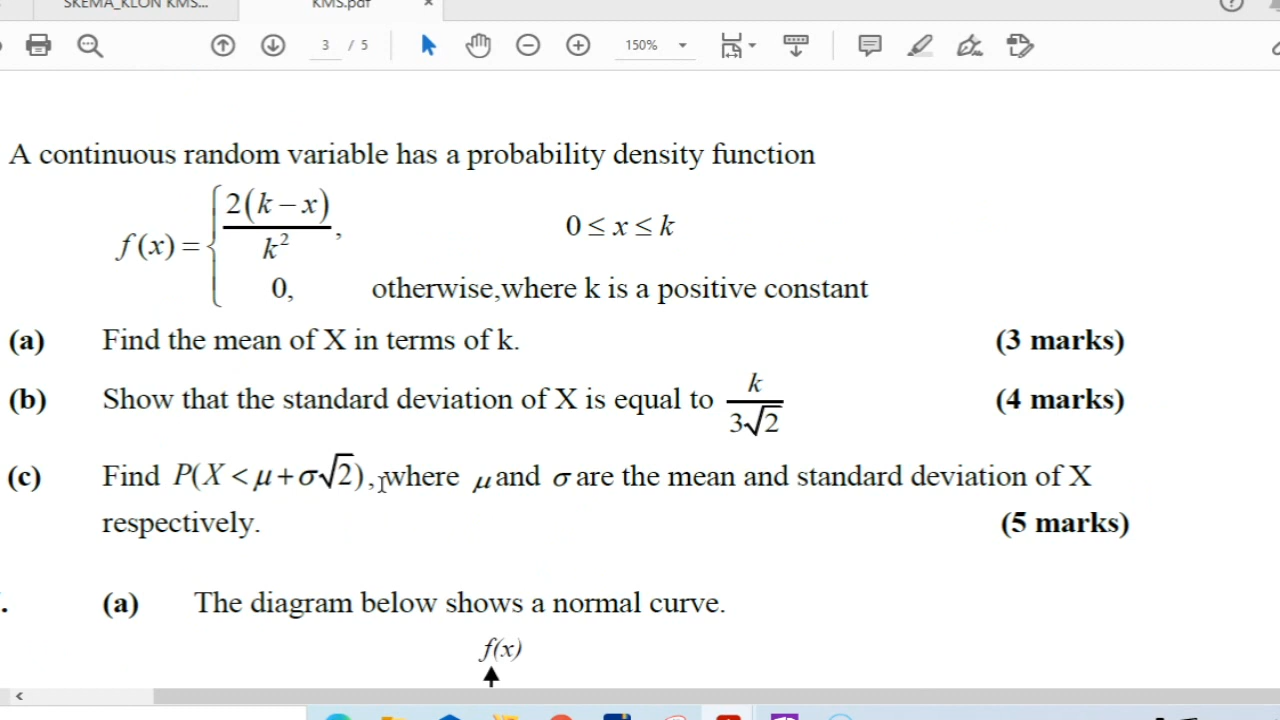 SKEMA_KLON KMS...
KMS.pdf
×
?
3 / 5
150%
A continuous random variable has a probability density function
f(x) = { 2(k − x) / k², 0 ≤ x ≤ k
0, otherwise,where k is a positive constant
(a) Find the mean of X in terms of k. (3 marks)
(b) Show that the standard deviation of X is equal to k / 3√2 (4 marks)
(c) Find P(X < μ + σ√2), where μ and σ are the mean and standard deviation of X
respectively. (5 marks)
. (a) The diagram below shows a normal curve.
f(x)